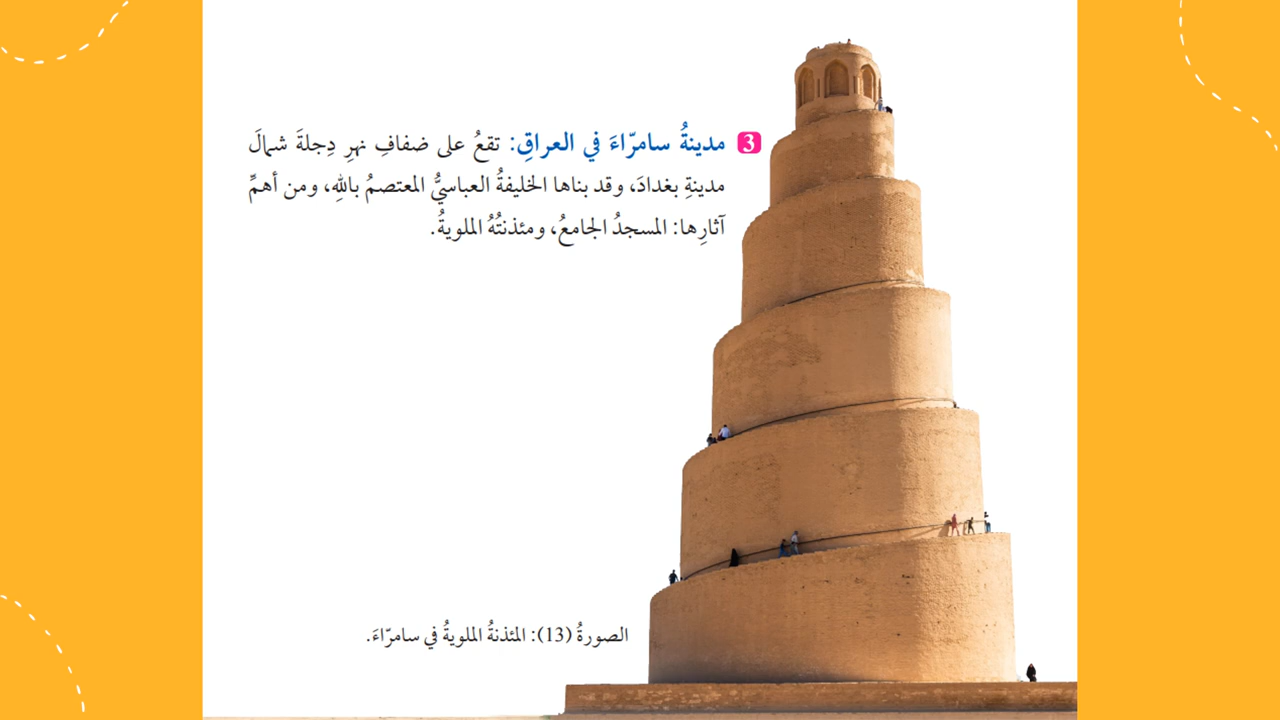 3 مدينةُ سامرّاءَ في العراقِ: تقعُ على ضفافِ نهرِ دِجلةَ شمالَ
مدينةِ بغدادَ، وقد بناها الخليفةُ العباسيُّ المعتصمُ باللهِ، ومن أهمِّ
آثارِها: المسجدُ الجامعُ، ومئذنتُهُ الملويةُ.
الصورةُ (13): المئذنةُ الملويةُ في سامرّاءَ.